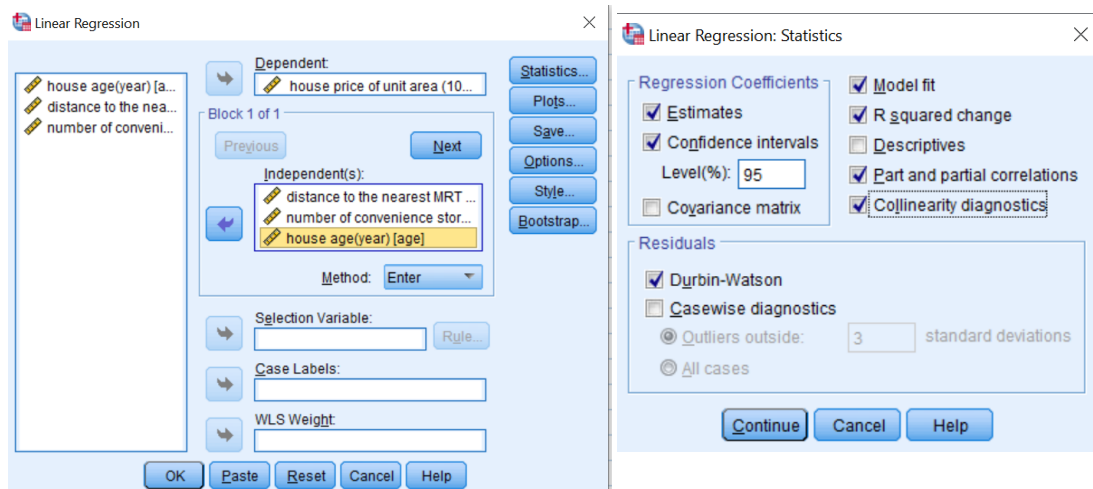 Linear Regression
house age(year) [a...
distance to the nea...
number of conveni...
Dependent:
house price of unit area (10...
Block 1 of 1
Previous
Next
Independent(s):
distance to the nearest MRT ...
number of convenience stor...
house age(year) [age]
Method:
Enter
Selection Variable:
Rule...
Case Labels:
WLS Weight:
Statistics...
Plots...
Save...
Options...
Style...
Bootstrap...
OK
Paste
Reset
Cancel
Help
Linear Regression: Statistics
Regression Coefficients
Estimates
Confidence intervals
Level(%): 95
Covariance matrix
Model fit
R squared change
Descriptives
Part and partial correlations
Collinearity diagnostics
Residuals
Durbin-Watson
Casewise diagnostics
Outliers outside: 3 standard deviations
All cases
Continue
Cancel
Help